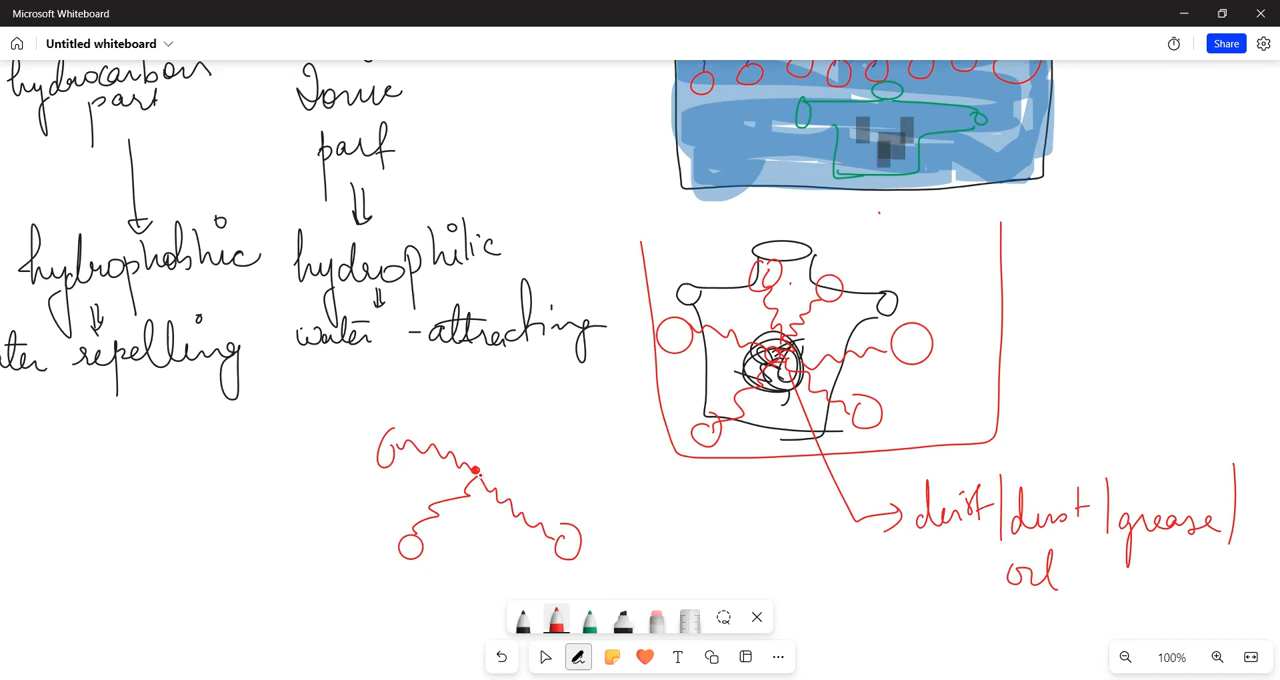 Microsoft Whiteboard
Untitled whiteboard
Share
hydrocarbon
part
Ionic
part
hydrophobic
hydrophilic
ter repelling
water - attracting
dirt/dust/grease/
oil
100%